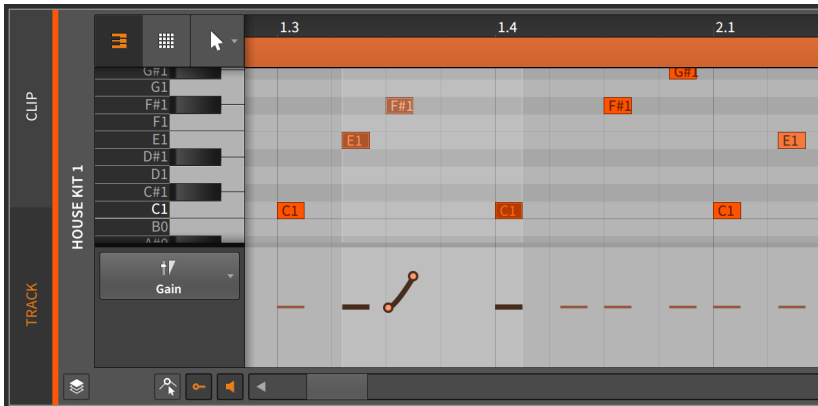 1.3 1.4 2.1
CLIP
TRACK
HOUSE KIT 1
G#1 G#1
G1
F#1 F#1 F#1
F1
E1 E1 E1
D#1
D1
C#1
C1 C1 C1 C1
B0
A#0
Gain